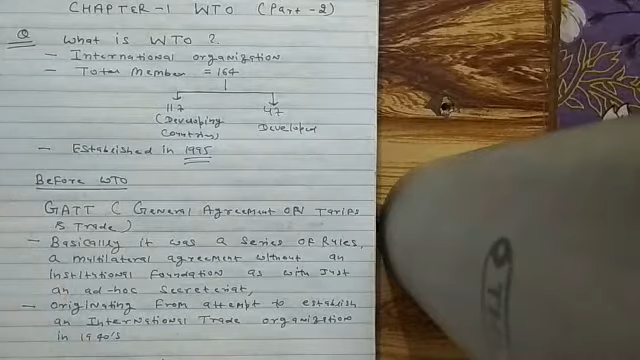 CHAPTER-1 WTO (Part-2)
Q What is WTO?
- International organization
- Total Member = 164
117 47
(Developing Developed
Countries)
- Established in 1995
Before WTO
GATT ( General Agreement ON Tariffs
& Trade)
- Basically it was a series OF Rules,
a multilateral agreement without an
institutional Foundation as with Just
an ad-hoc Secretariat,
- Originating From attempt to establish
an International Trade organization
in 1940's